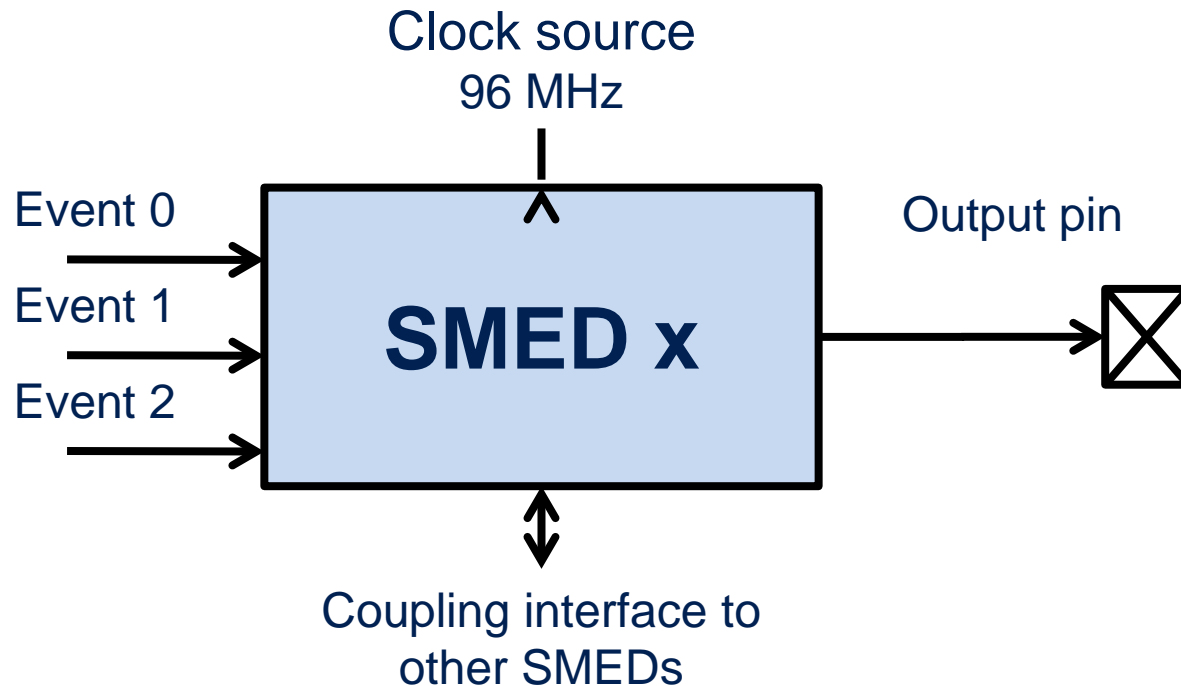 Clock source
96 MHz
Event 0
Event 1
Event 2
SMED x
Output pin
Coupling interface to
other SMEDs